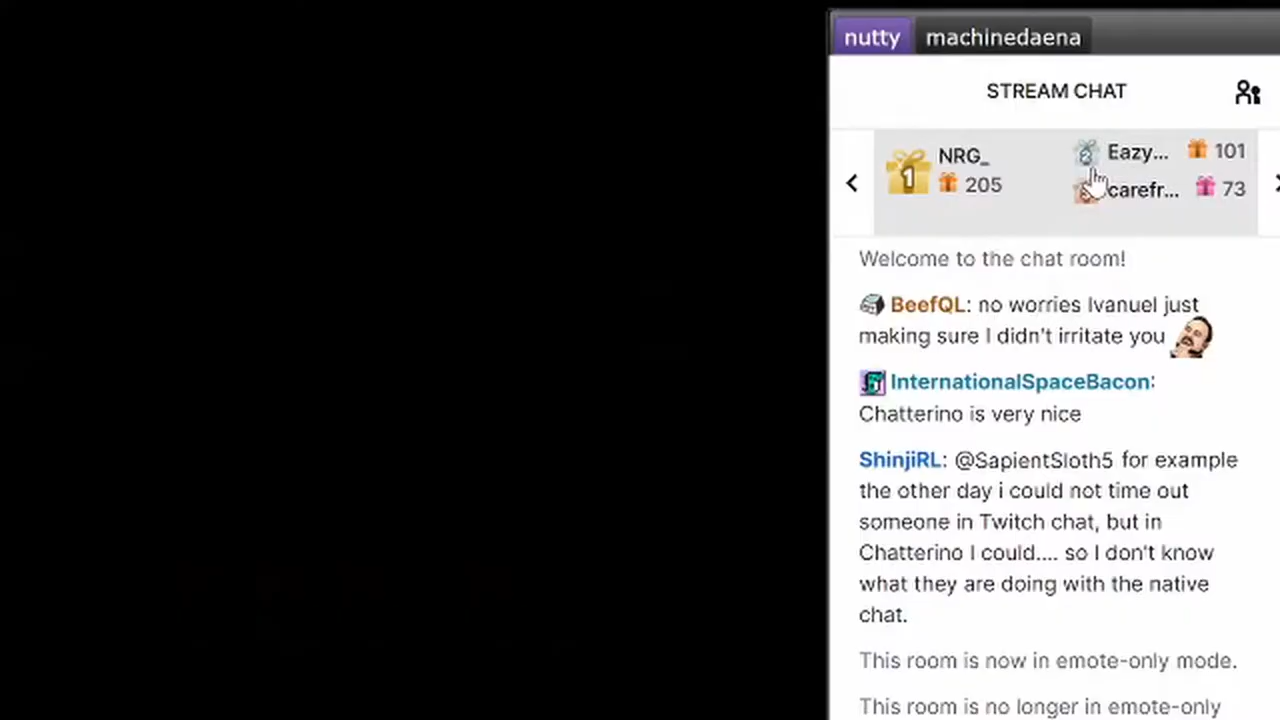 nutty machinedaena
STREAM CHAT
1 NRG_ 205
2 Eazy... 101
carefr... 73
Welcome to the chat room!
BeefQL: no worries Ivanuel just
making sure I didn't irritate you
InternationalSpaceBacon:
Chatterino is very nice
ShinjiRL: @SapientSloth5 for example
the other day i could not time out
someone in Twitch chat, but in
Chatterino I could.... so I don't know
what they are doing with the native
chat.
This room is now in emote-only mode.
This room is no longer in emote-only